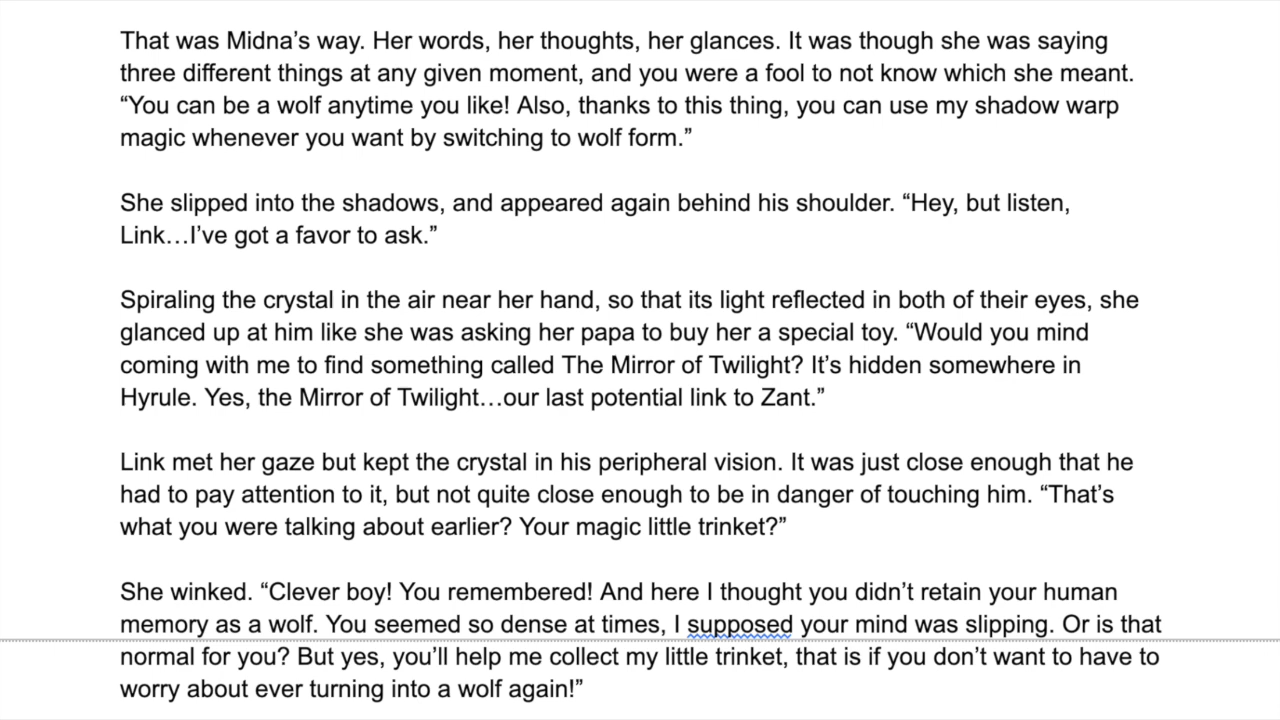 That was Midna’s way. Her words, her thoughts, her glances. It was though she was saying
three different things at any given moment, and you were a fool to not know which she meant.
“You can be a wolf anytime you like! Also, thanks to this thing, you can use my shadow warp
magic whenever you want by switching to wolf form.”
She slipped into the shadows, and appeared again behind his shoulder. “Hey, but listen,
Link…I’ve got a favor to ask.”
Spiraling the crystal in the air near her hand, so that its light reflected in both of their eyes, she
glanced up at him like she was asking her papa to buy her a special toy. “Would you mind
coming with me to find something called The Mirror of Twilight? It’s hidden somewhere in
Hyrule. Yes, the Mirror of Twilight…our last potential link to Zant.”
Link met her gaze but kept the crystal in his peripheral vision. It was just close enough that he
had to pay attention to it, but not quite close enough to be in danger of touching him. “That’s
what you were talking about earlier? Your magic little trinket?”
She winked. “Clever boy! You remembered! And here I thought you didn’t retain your human
memory as a wolf. You seemed so dense at times, I supposed your mind was slipping. Or is that
normal for you? But yes, you’ll help me collect my little trinket, that is if you don’t want to have to
worry about ever turning into a wolf again!”